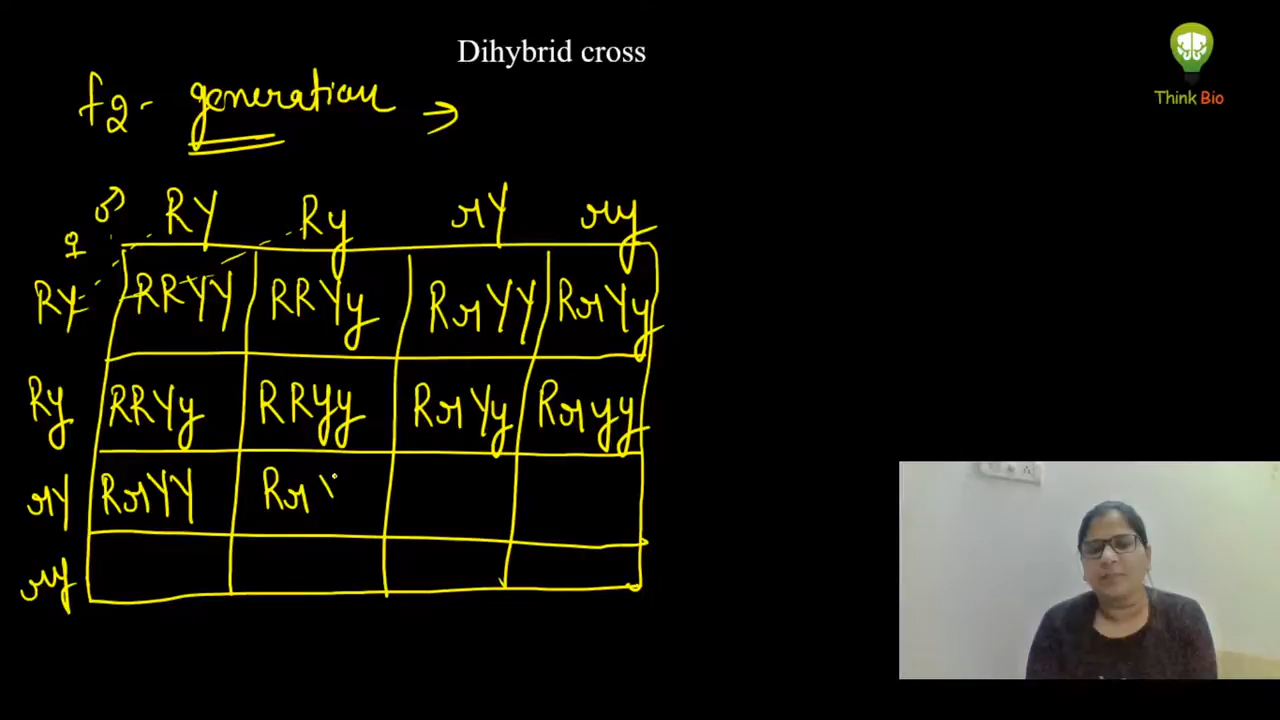 Dihybrid cross
Think Bio
f2- generation →
♂ RY Ry rY ry
♀
RY RRYY RRYy RrYY RrYy
Ry RRYy RRyy RrYy Rryy
rY RrYY Rr
ry